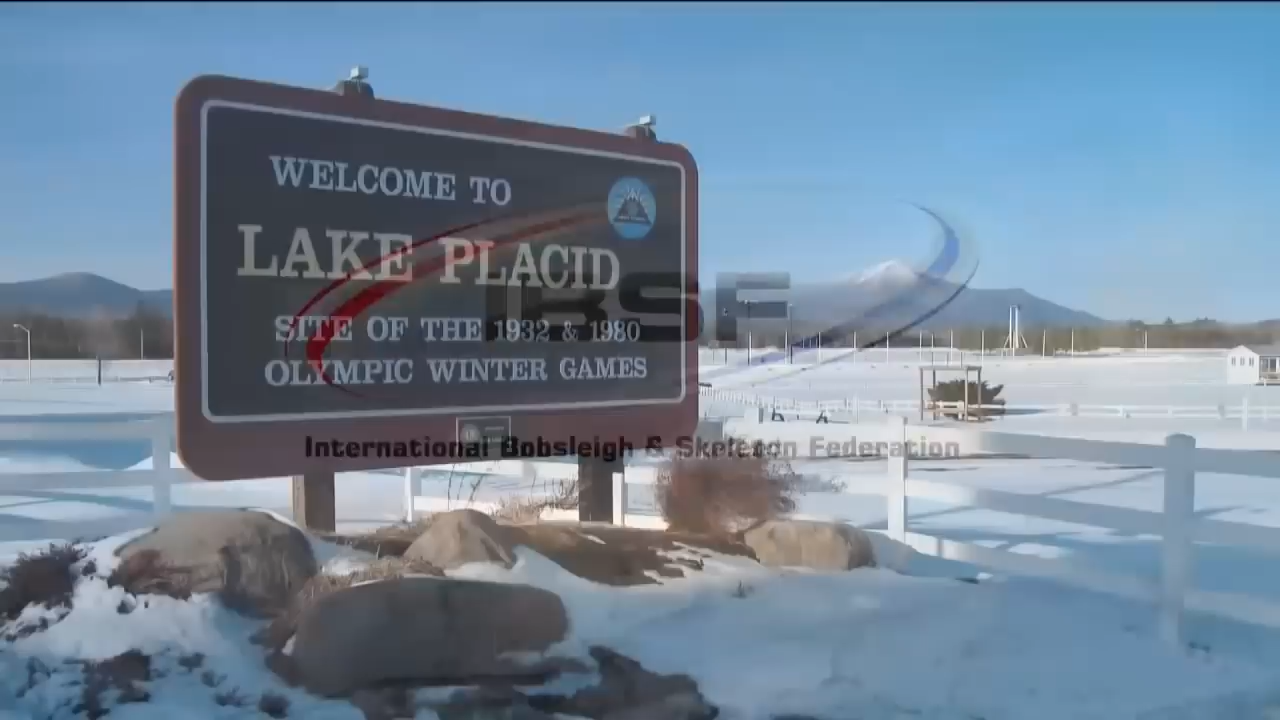 WELCOME TO
LAKE PLACID
SITE OF THE 1932 & 1980
OLYMPIC WINTER GAMES
IBSF
International Bobsleigh & Skeleton Federation